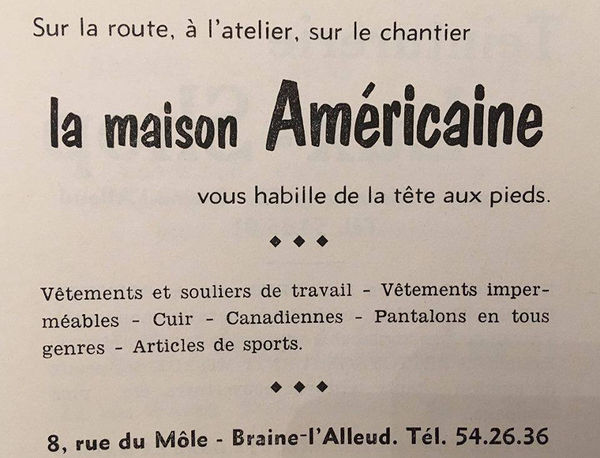 Sur la route, à l'atelier, sur le chantier
la maison Américaine
vous habille de la tête aux pieds.
Vêtements et souliers de travail - Vêtements imper-
méables - Cuir - Canadiennes - Pantalons en tous
genres - Articles de sports.
8, rue du Môle - Braine-l'Alleud. Tél. 54.26.36